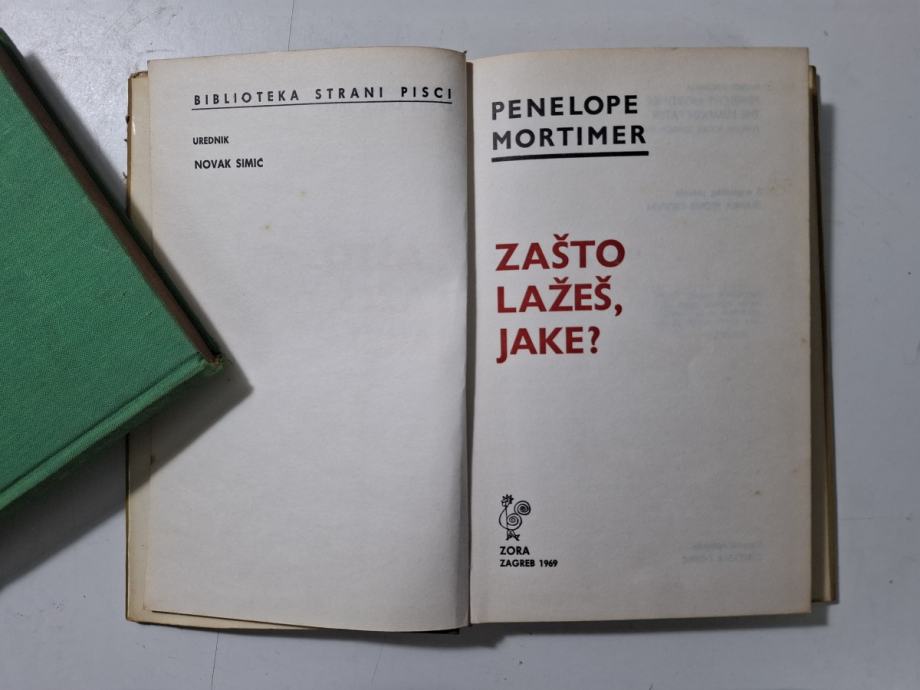 BIBLIOTEKA STRANI PISCI
UREDNIK
NOVAK SIMIĆ
PENELOPE
MORTIMER
ZAŠTO
LAŽEŠ,
JAKE?
ZORA
ZAGREB 1969